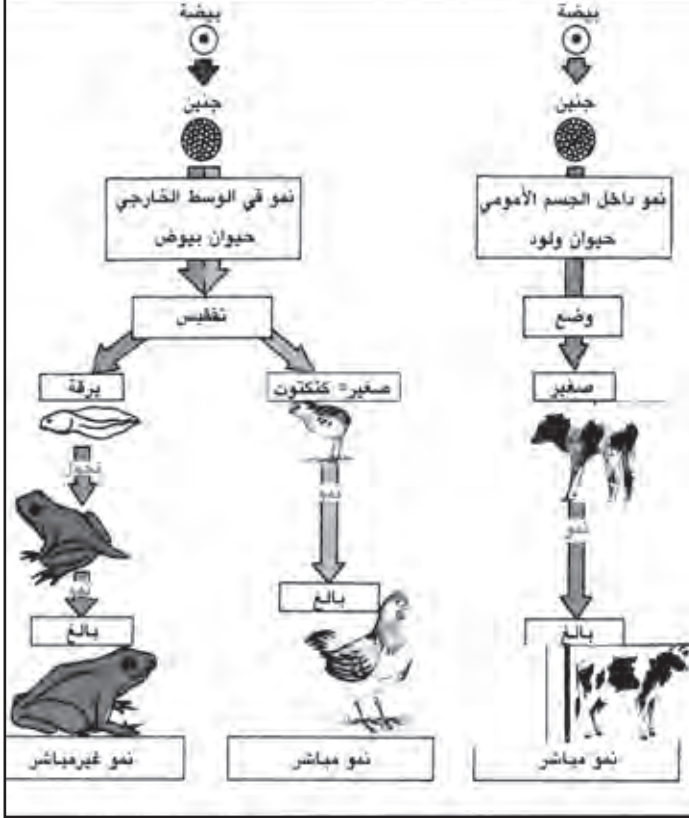 بيضة
جنين
نمو داخل الجسم الأمومي
حيوان ولود
وضع
صغير
نمو
بالغ
نمو مباشر
بيضة
جنين
نمو في الوسط الخارجي
حيوان بيوض
تفقيس
صغير= كتكوت
نمو
بالغ
نمو مباشر
يرقة
تحول
نمو
بالغ
نمو غيرمباشر